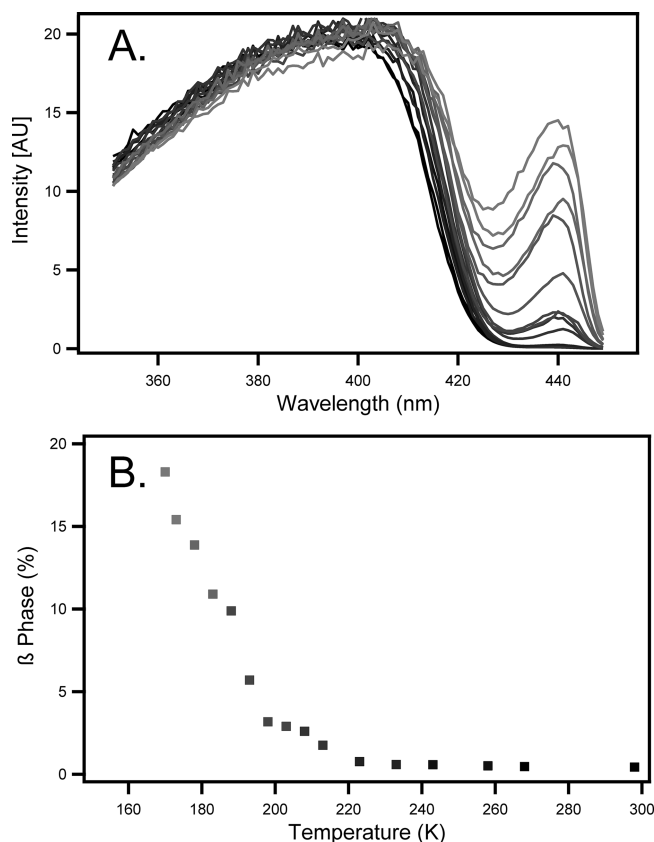 A.
20
15
10
5
0
Intensity [AU]
360 380 400 420 440
Wavelength (nm)
B.
20
15
10
5
0
ß Phase (%)
160 180 200 220 240 260 280 300
Temperature (K)